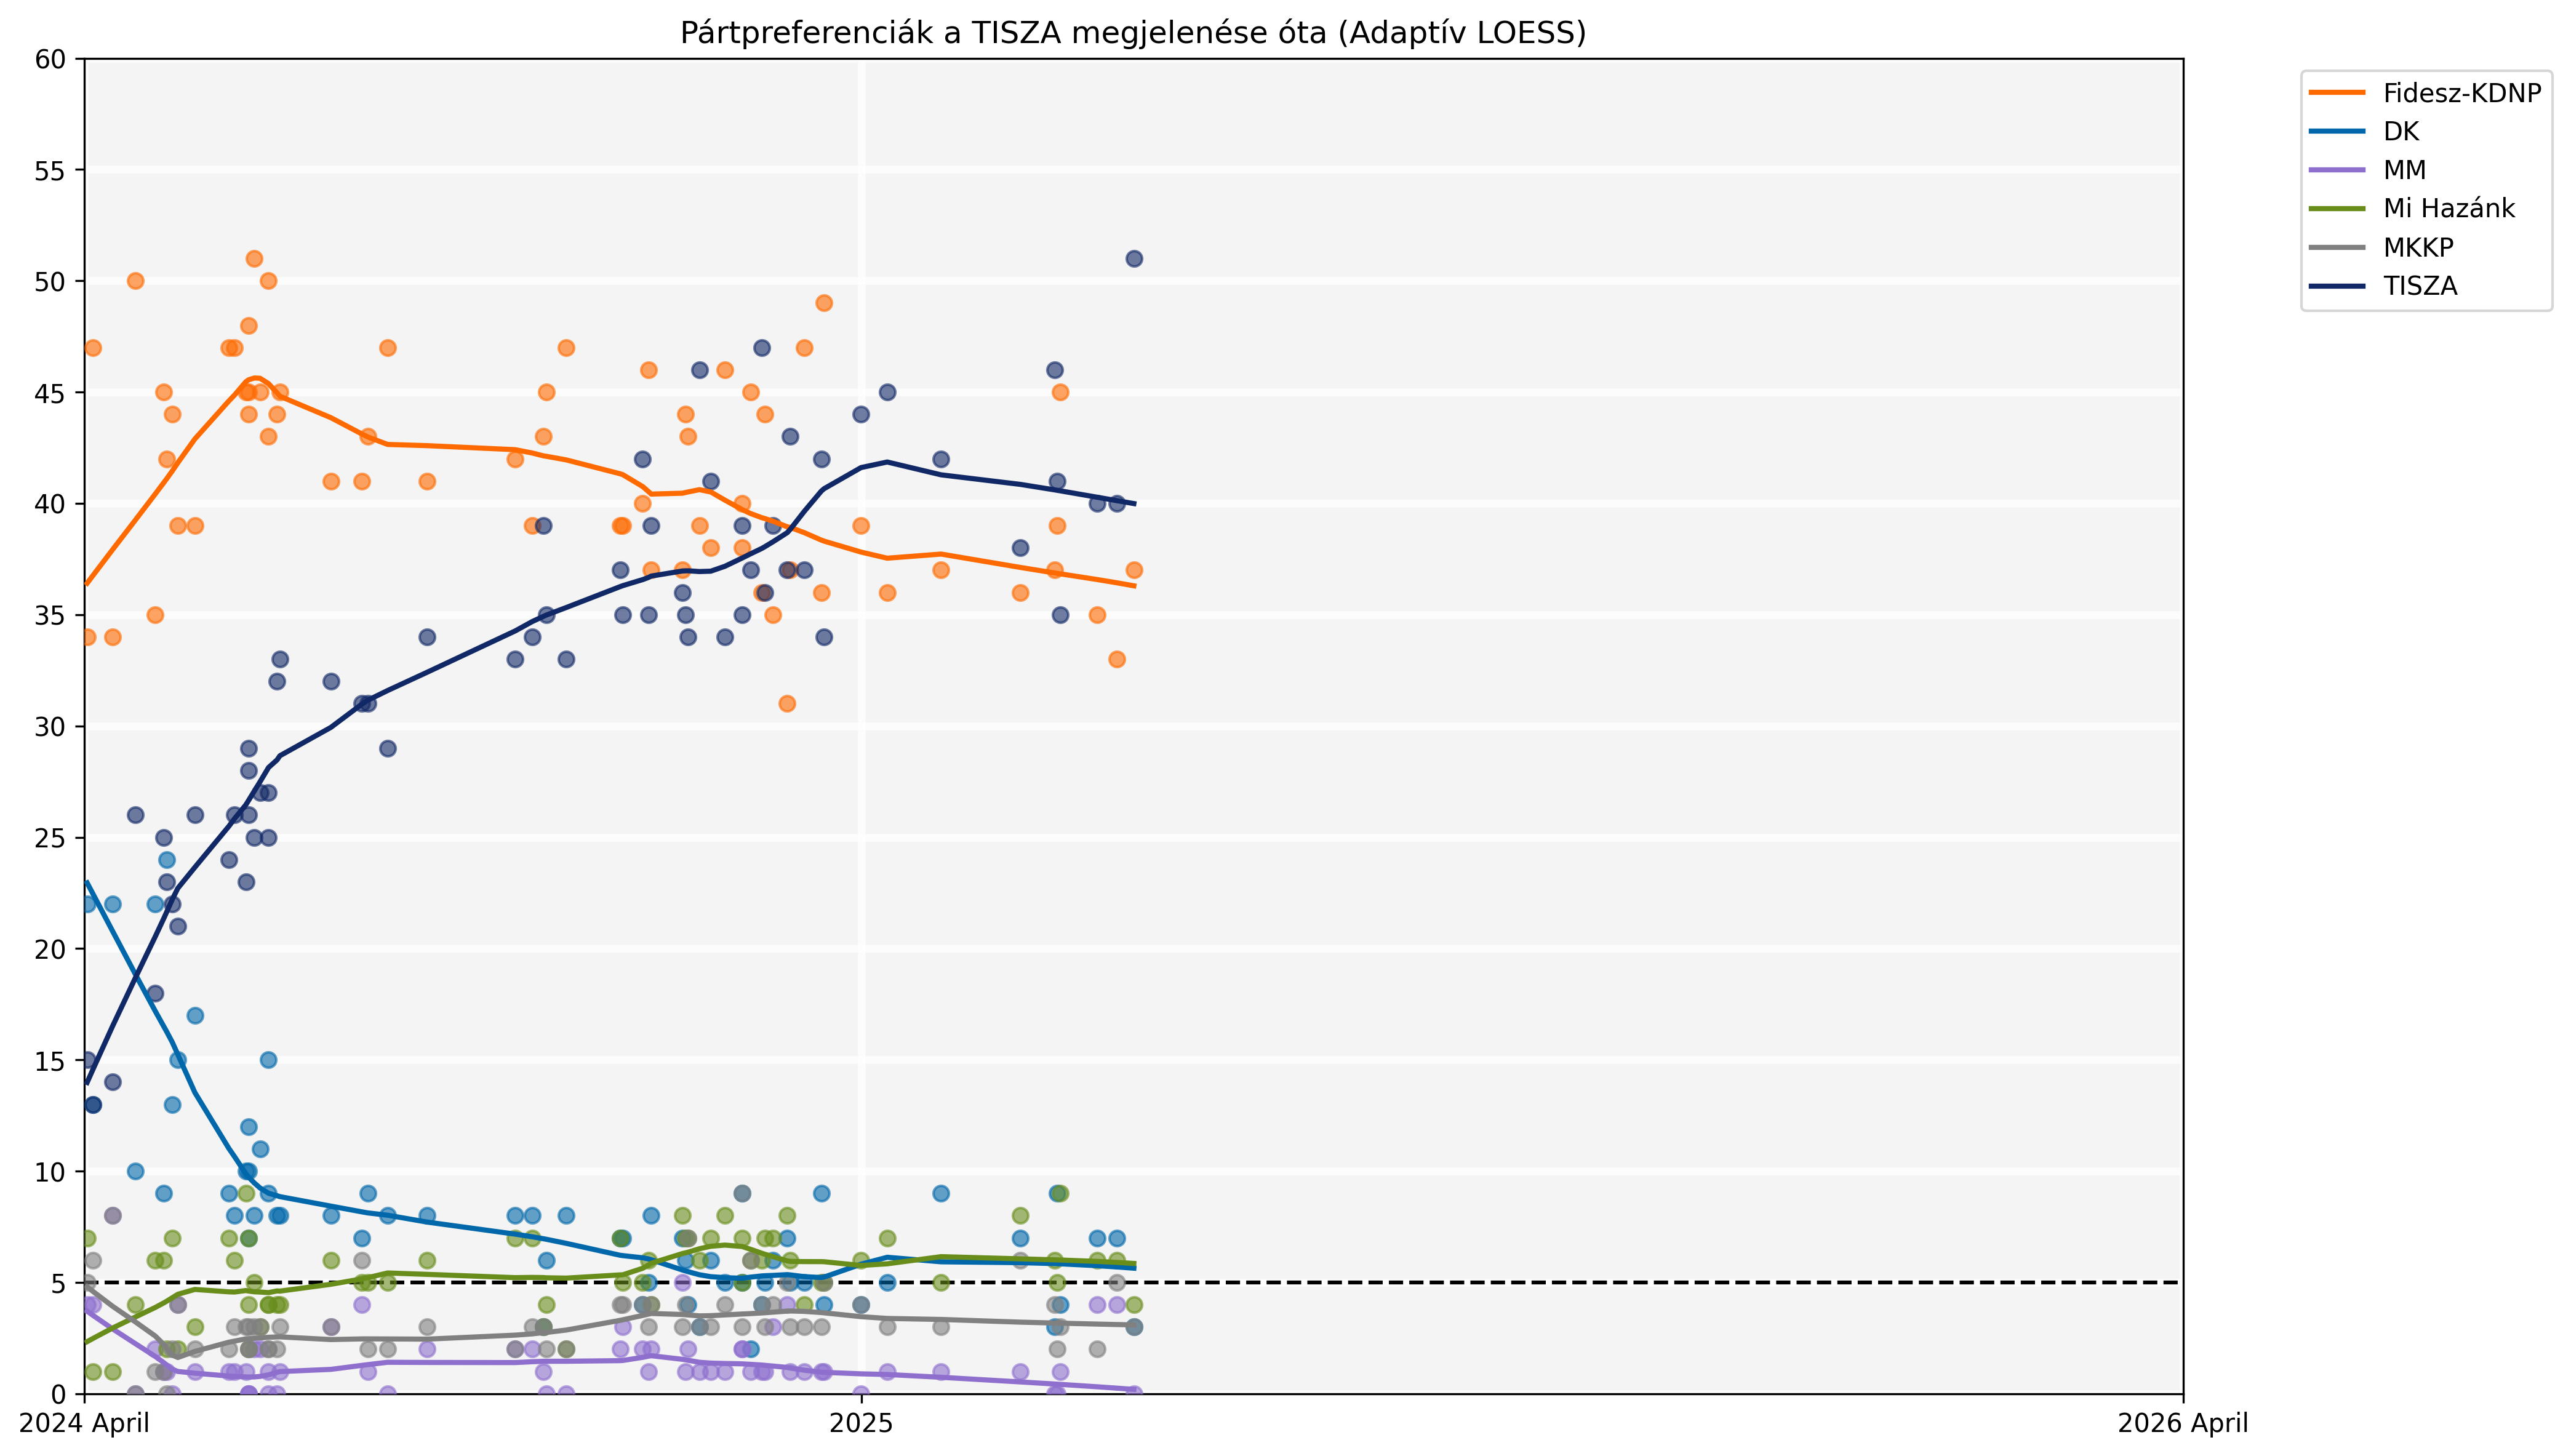 Pártpreferenciák a TISZA megjelenése óta (Adaptív LOESS)
60
55
50
45
40
35
30
25
20
15
10
5
0
2024 April
2025
2026 April
Fidesz-KDNP
DK
MM
Mi Hazánk
MKKP
TISZA